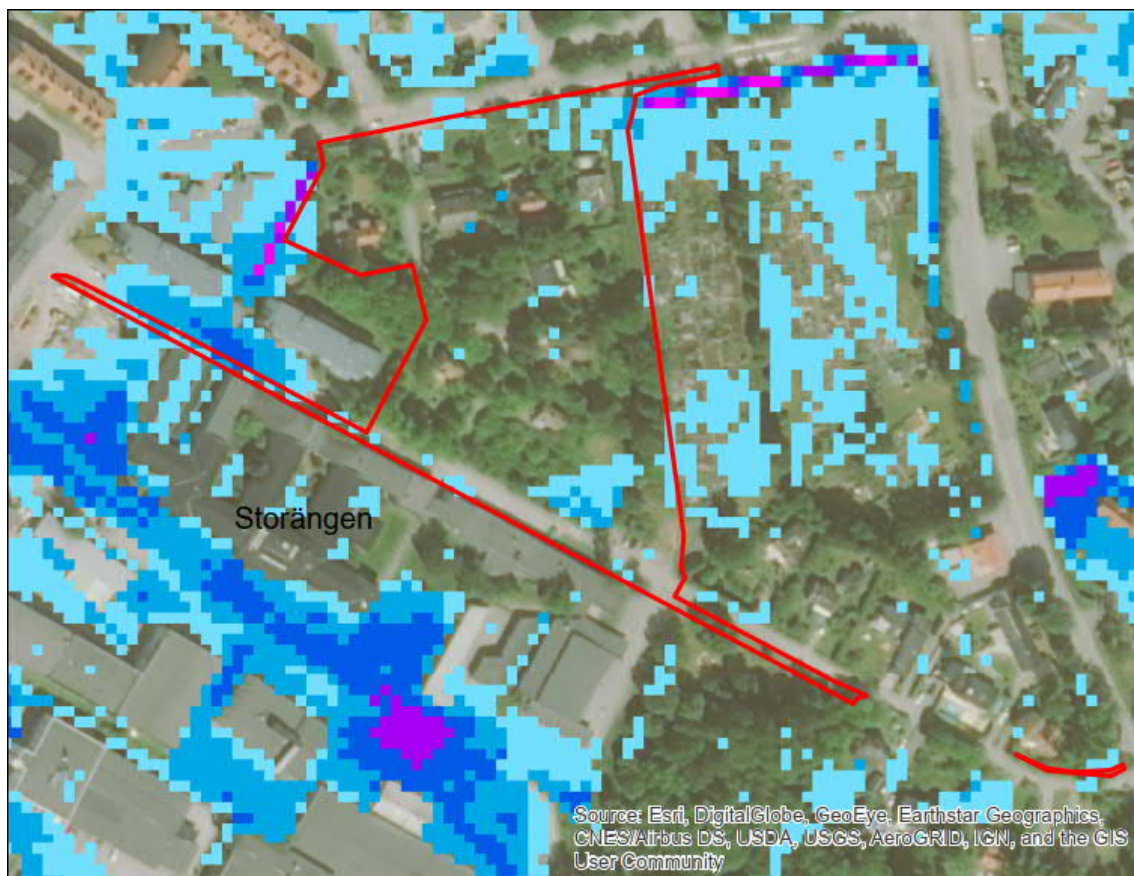 Storängen
Source: Esri, DigitalGlobe, GeoEye, Earthstar Geographics,
CNES/Airbus DS, USDA, USGS, AeroGRID, IGN, and the GIS
User Community